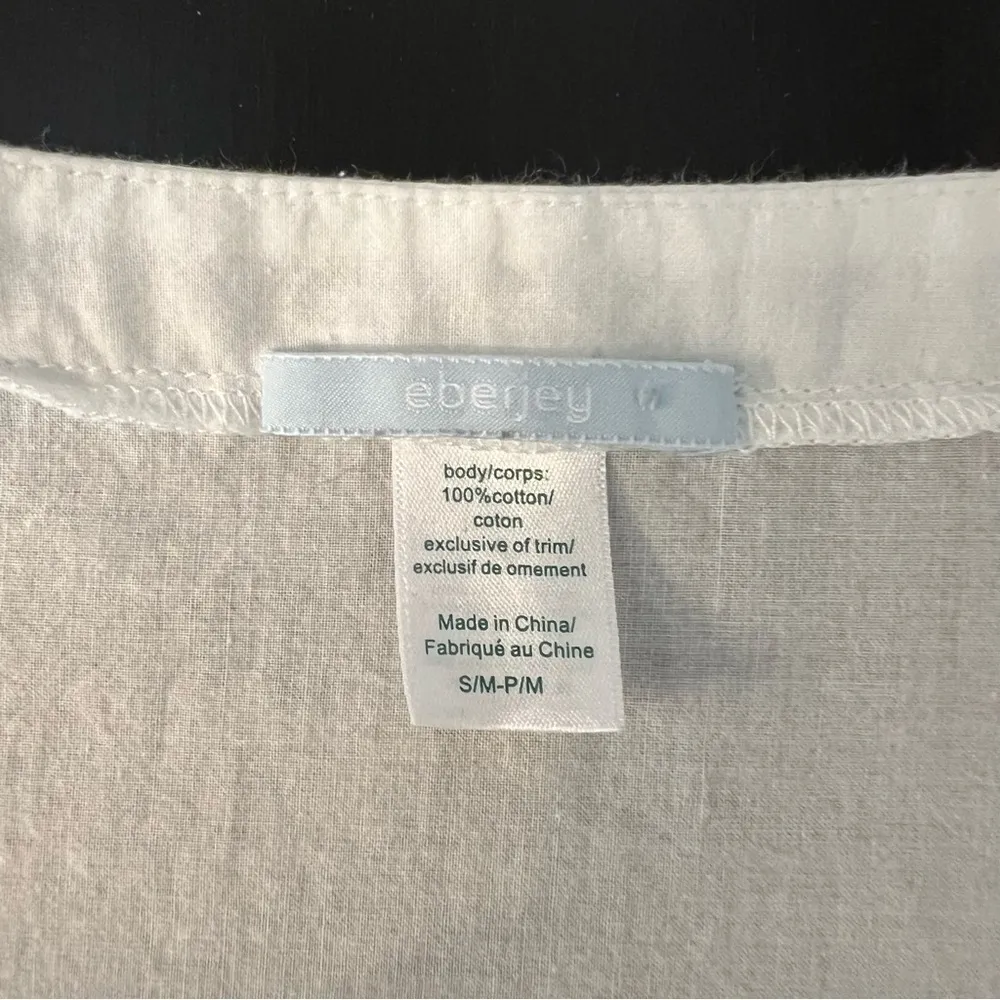 eberjey
body/corps:
100%cotton/
coton
exclusive of trim/
exclusif de omement
Made in China/
Fabriqué au Chine
S/M-P/M